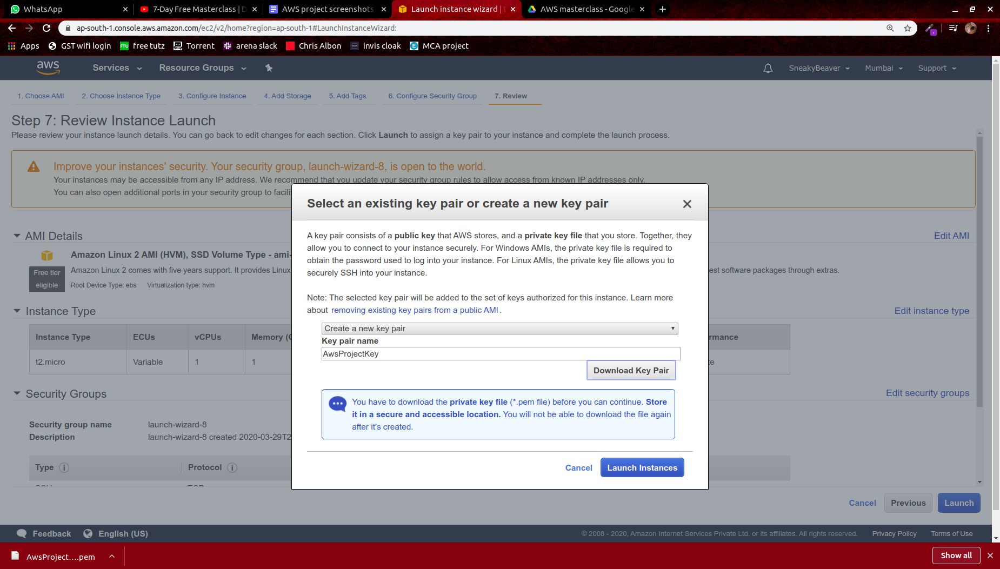 WhatsApp
7-Day Free Masterclass | D
AWS project screenshots
Launch instance wizard | E
AWS masterclass - Google
ap-south-1.console.aws.amazon.com/ec2/v2/home?region=ap-south-1#LaunchInstanceWizard:
Apps
GST wifi login
FTU free tutz
Torrent
arena slack
Chris Albon
invis cloak
MCA project
aws
Services
Resource Groups
SneakyBeaver
Mumbai
Support
1. Choose AMI
2. Choose Instance Type
3. Configure Instance
4. Add Storage
5. Add Tags
6. Configure Security Group
7. Review
Step 7: Review Instance Launch
Please review your instance launch details. You can go back to edit changes for each section. Click Launch to assign a key pair to your instance and complete the launch process.
Improve your instances' security. Your security group, launch-wizard-8, is open to the world.
Your instances may be accessible from any IP address. We recommend that you update your security group rules to allow access from known IP addresses only.
You can also open additional ports in your security group to facili
AMI Details
Edit AMI
Amazon Linux 2 AMI (HVM), SSD Volume Type - ami-
Free tier
eligible
Amazon Linux 2 comes with five years support. It provides Linux
est software packages through extras.
Root Device Type: ebs Virtualization type: hvm
Instance Type
Edit instance type
Instance Type ECUs vCPUs Memory (G rmance
t2.micro Variable 1 1 te
Security Groups
Edit security groups
Security group name launch-wizard-8
Description launch-wizard-8 created 2020-03-29T2
Type i Protocol i
SSH TCP
Select an existing key pair or create a new key pair
A key pair consists of a public key that AWS stores, and a private key file that you store. Together, they
allow you to connect to your instance securely. For Windows AMIs, the private key file is required to
obtain the password used to log into your instance. For Linux AMIs, the private key file allows you to
securely SSH into your instance.
Note: The selected key pair will be added to the set of keys authorized for this instance. Learn more
about removing existing key pairs from a public AMI .
Create a new key pair
Key pair name
AwsProjectKey
Download Key Pair
You have to download the private key file (*.pem file) before you can continue. Store
it in a secure and accessible location. You will not be able to download the file again
after it's created.
Cancel
Launch Instances
Cancel
Previous
Launch
Feedback
English (US)
© 2008 - 2020, Amazon Internet Services Private Ltd. or its affiliates. All rights reserved.
Privacy Policy
Terms of Use
AwsProject....pem
Show all